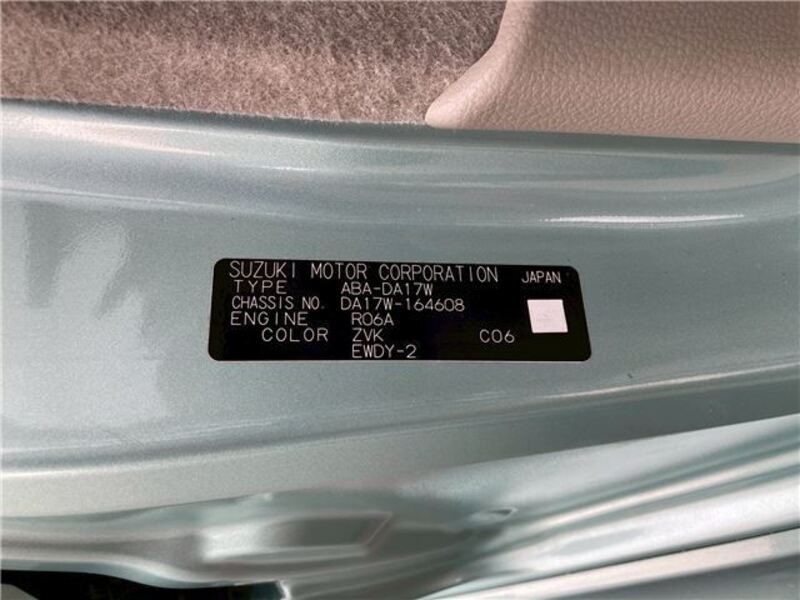 SUZUKI MOTOR CORPORATION JAPAN
TYPE ABA-DA17W
CHASSIS NO. DA17W-164608
ENGINE R06A
COLOR ZVK C06
EWDY-2